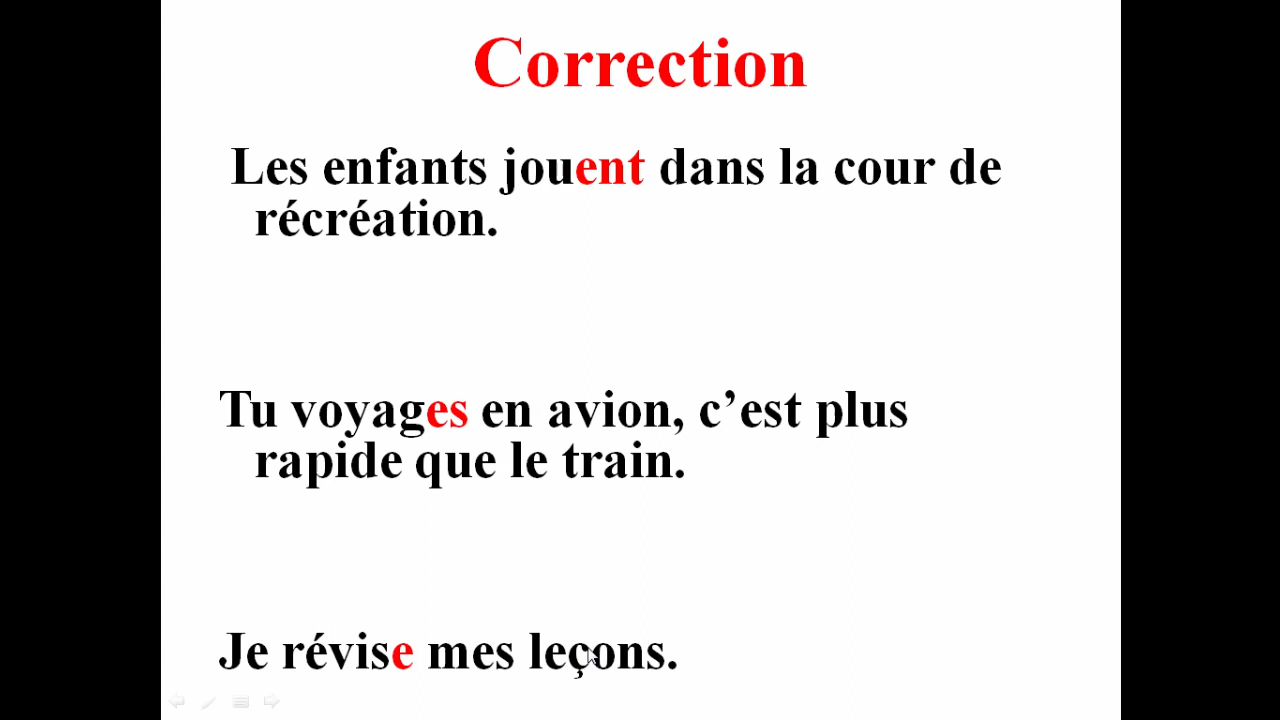 Correction
Les enfants jouent dans la cour de
récréation.
Tu voyages en avion, c’est plus
rapide que le train.
Je révise mes leçons.